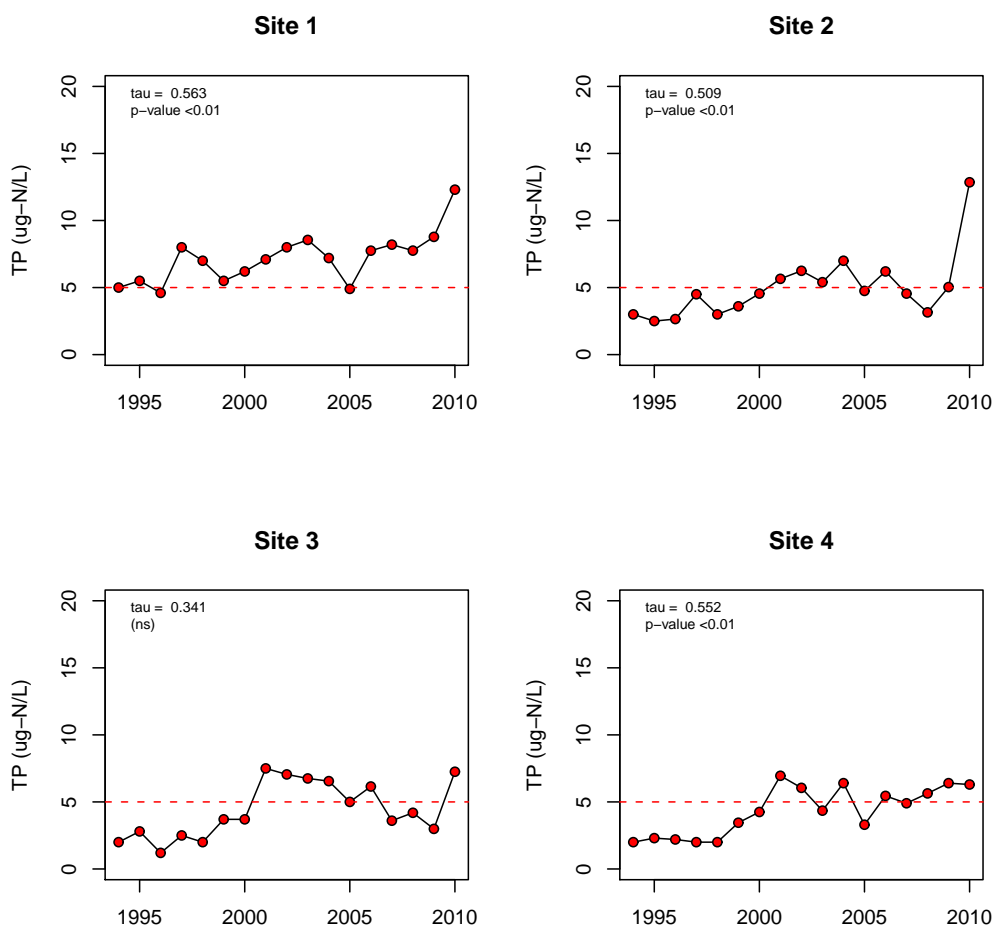 Site 1
tau =  0.563
p−value <0.01
TP (ug−N/L)
20
15
10
5
0
1995 2000 2005 2010
Site 2
tau =  0.509
p−value <0.01
TP (ug−N/L)
20
15
10
5
0
1995 2000 2005 2010
Site 3
tau =  0.341
(ns)
TP (ug−N/L)
20
15
10
5
0
1995 2000 2005 2010
Site 4
tau =  0.552
p−value <0.01
TP (ug−N/L)
20
15
10
5
0
1995 2000 2005 2010